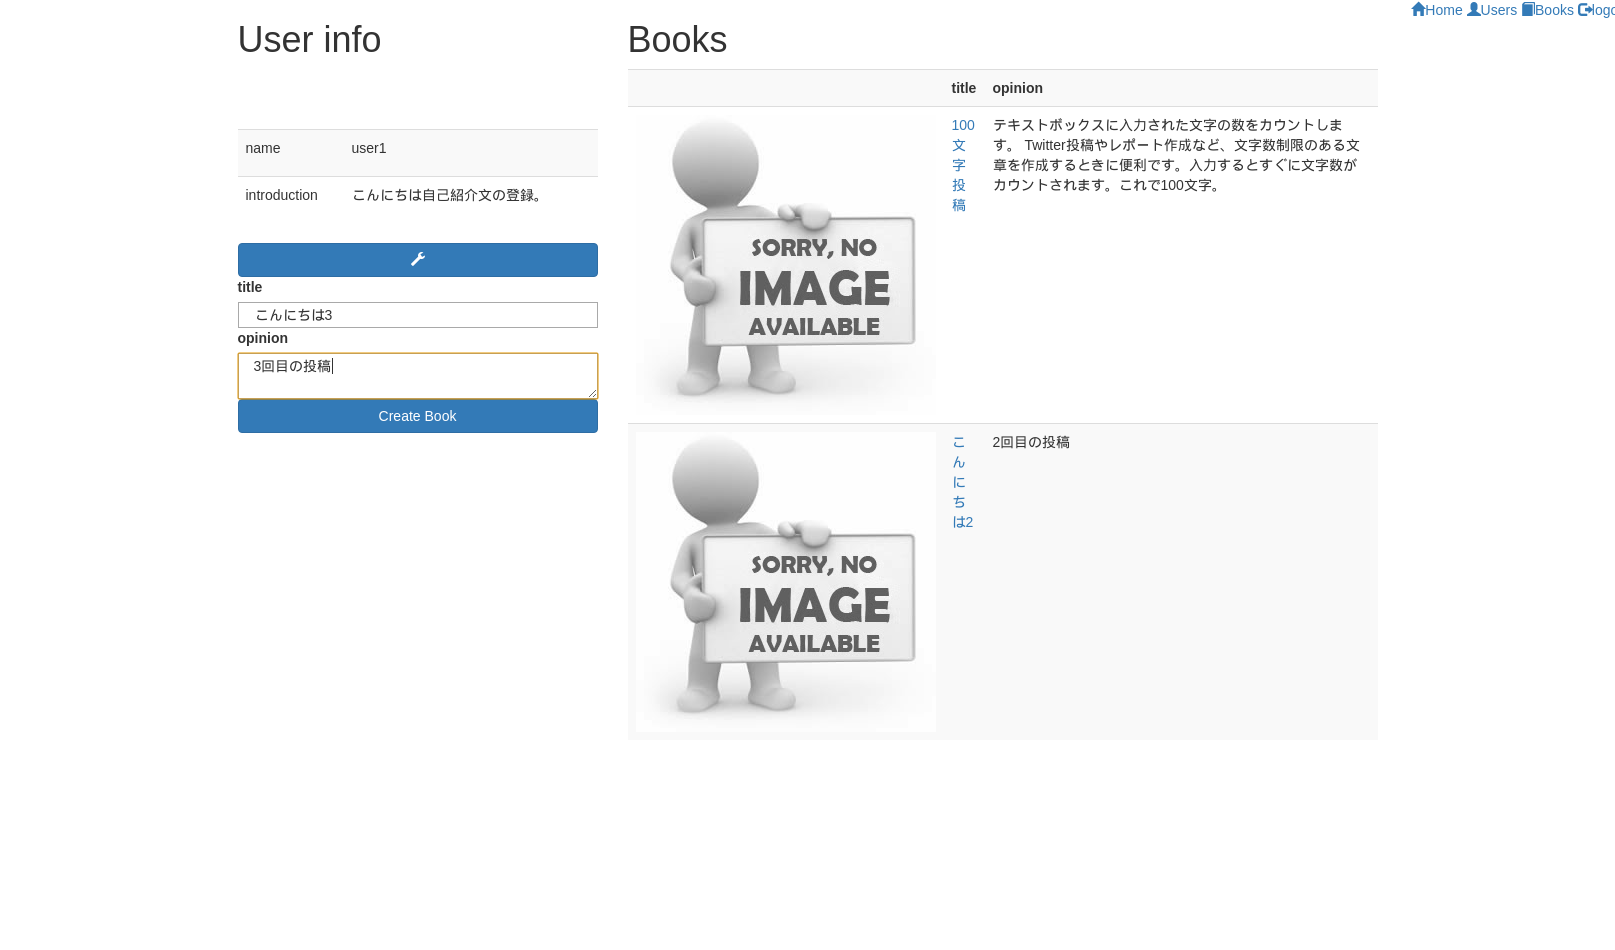 Home Users Books logo
User info
name user1
introduction こんにちは自己紹介文の登録。
title
こんにちは3
opinion
3回目の投稿
Create Book
Books
title opinion
SORRY, NO
IMAGE
AVAILABLE
100
文
字
投
稿
テキストボックスに入力された文字の数をカウントしま
す。 Twitter投稿やレポート作成など、文字数制限のある文
章を作成するときに便利です。入力するとすぐに文字数が
カウントされます。これで100文字。
SORRY, NO
IMAGE
AVAILABLE
こ
ん
に
ち
は2
2回目の投稿